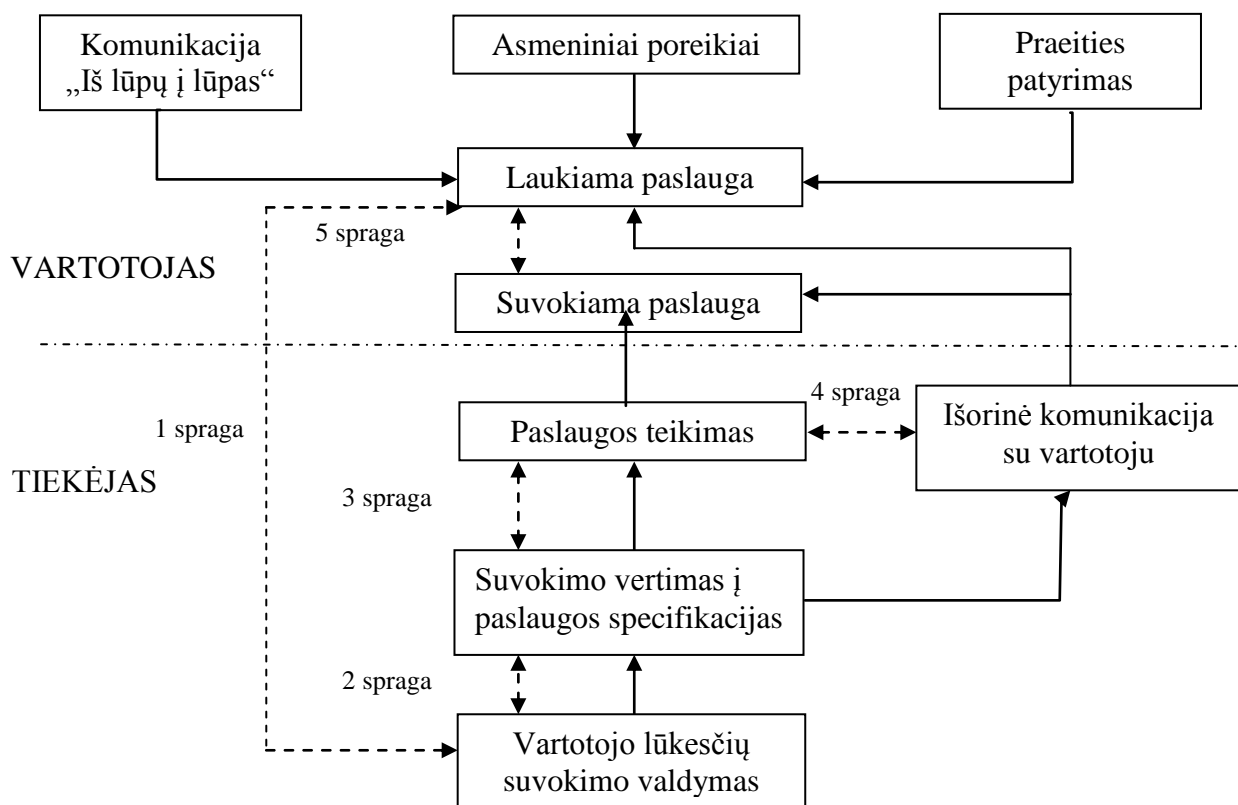 Komunikacija
„Iš lūpų į lūpas“
Asmeniniai poreikiai
Praeities
patyrimas
Laukiama paslauga
5 spraga
VARTOTOJAS
Suvokiama paslauga
4 spraga
1 spraga
Paslaugos teikimas
Išorinė komunikacija
su vartotoju
TIEKĖJAS
3 spraga
Suvokimo vertimas į
paslaugos specifikacijas
2 spraga
Vartotojo lūkesčių
suvokimo valdymas